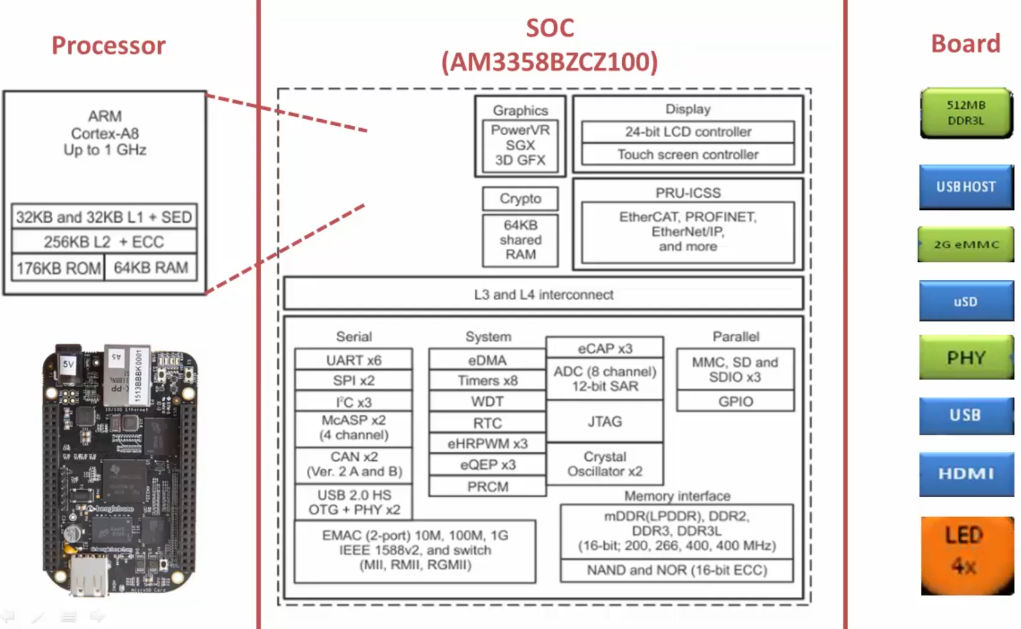 Processor
SOC
(AM3358BZCZ100)
Board
ARM
Cortex-A8
Up to 1 GHz
32KB and 32KB L1 + SED
256KB L2 + ECC
176KB ROM
64KB RAM
Graphics
PowerVR
SGX
3D GFX
Crypto
64KB
shared
RAM
Display
24-bit LCD controller
Touch screen controller
PRU-ICSS
EtherCAT, PROFINET,
EtherNet/IP,
and more
L3 and L4 interconnect
Serial
UART x6
SPI x2
I²C x3
McASP x2
(4 channel)
CAN x2
(Ver. 2 A and B)
USB 2.0 HS
OTG + PHY x2
EMAC (2-port) 10M, 100M, 1G
IEEE 1588v2, and switch
(MII, RMII, RGMII)
System
eDMA
Timers x8
WDT
RTC
eHRPWM x3
eQEP x3
PRCM
eCAP x3
ADC (8 channel)
12-bit SAR
JTAG
Crystal
Oscillator x2
Parallel
MMC, SD and
SDIO x3
GPIO
Memory interface
mDDR(LPDDR), DDR2,
DDR3, DDR3L
(16-bit; 200, 266, 400, 400 MHz)
NAND and NOR (16-bit ECC)
512MB
DDR3L
USB HOST
2G eMMC
uSD
PHY
USB
HDMI
LED
4x
5V
1513BBBK0001